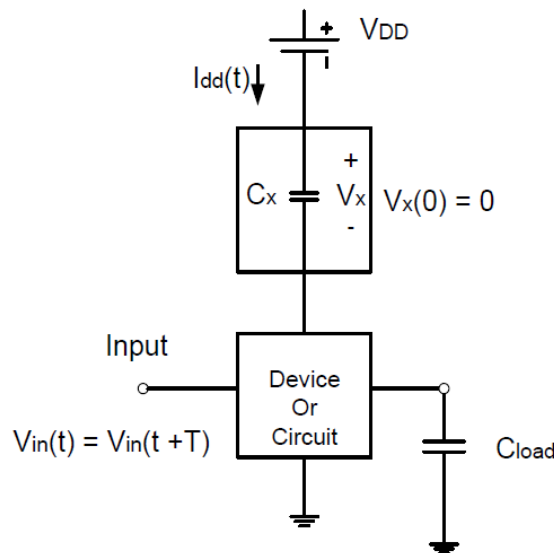 +
VDD
Idd(t)
+
Cx
Vx
Vx(0) = 0
-
Input
Device
Or
Circuit
Vin(t) = Vin(t +T)
Cload